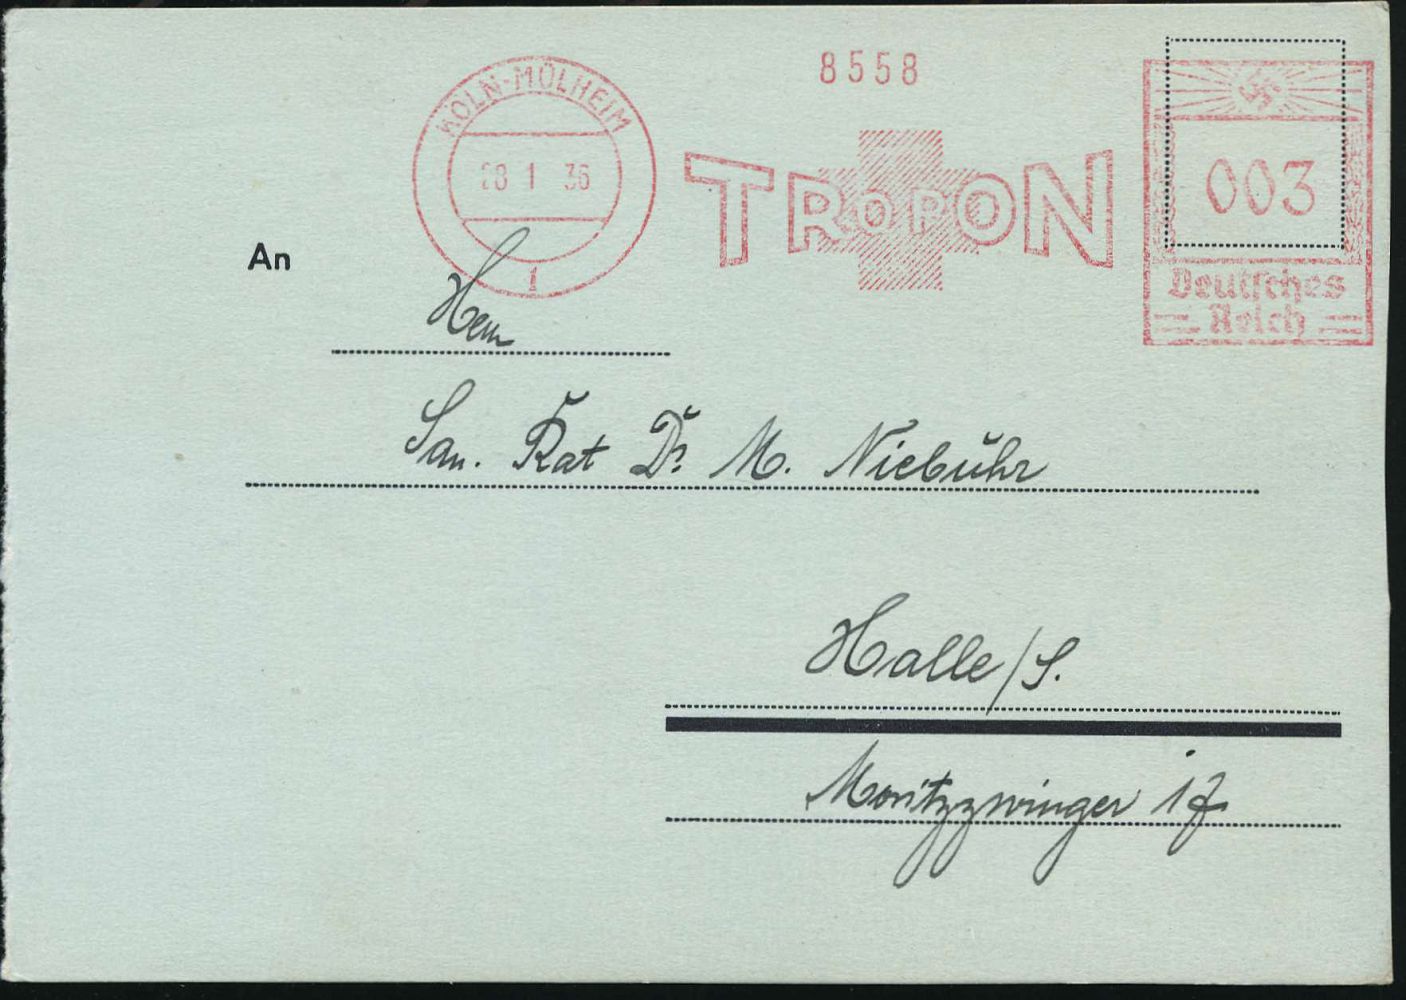 8558
KÖLN-MÜLHEIM
28 1 36
1
TROPON
003
Deutsches
Reich
An
Herrn
San. Rat Dr. M. Niebuhr
Halle/S.
Moritzzwinger 17